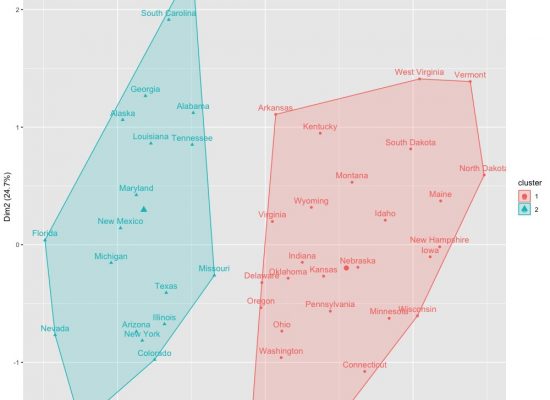 2
South Carolina
West Virginia
Vermont
Georgia
Alabama
Arkansas
Alaska
Kentucky
1
Louisiana
Tennessee
South Dakota
North Dakota
Montana
cluster
Maryland
Wyoming
Maine
1
Dim2 (24.7%)
New Mexico
Virginia
Idaho
2
Florida
New Hampshire
0
Michigan
Indiana
Iowa
Missouri
Nebraska
Delaware
Oklahoma
Kansas
Texas
Oregon
Pennsylvania
Nevada
Arizona
Illinois
Minnesota
Wisconsin
New York
Ohio
Colorado
Washington
-1
Connecticut